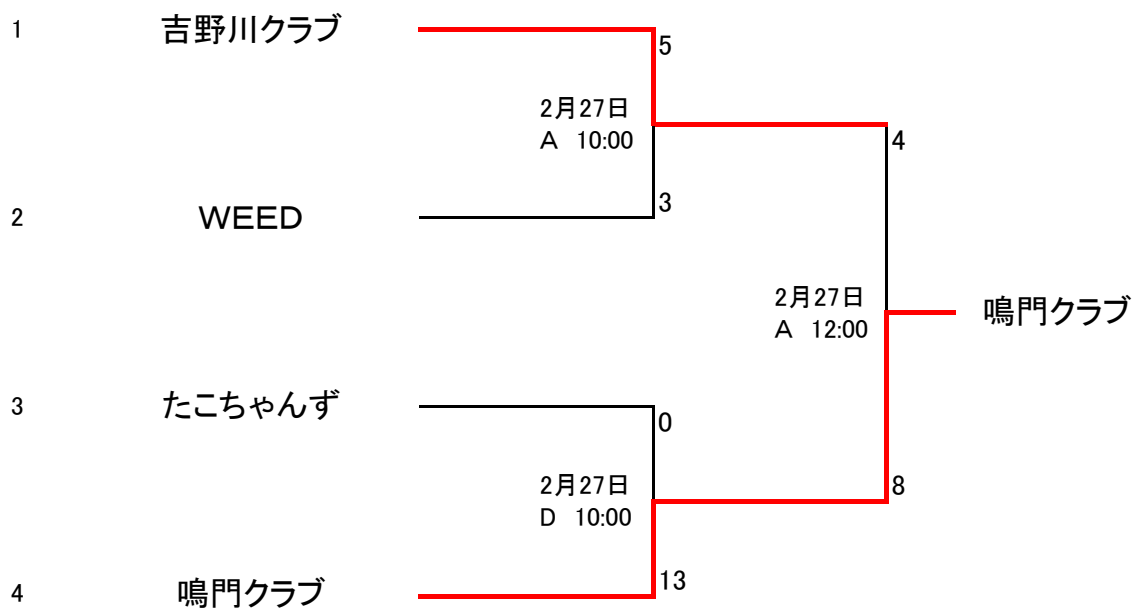 1 吉野川クラブ
5
2月27日
A 10:00
4
3
2 WEED
2月27日
A 12:00
鳴門クラブ
3 たこちゃんず
0
2月27日
D 10:00
8
13
4 鳴門クラブ